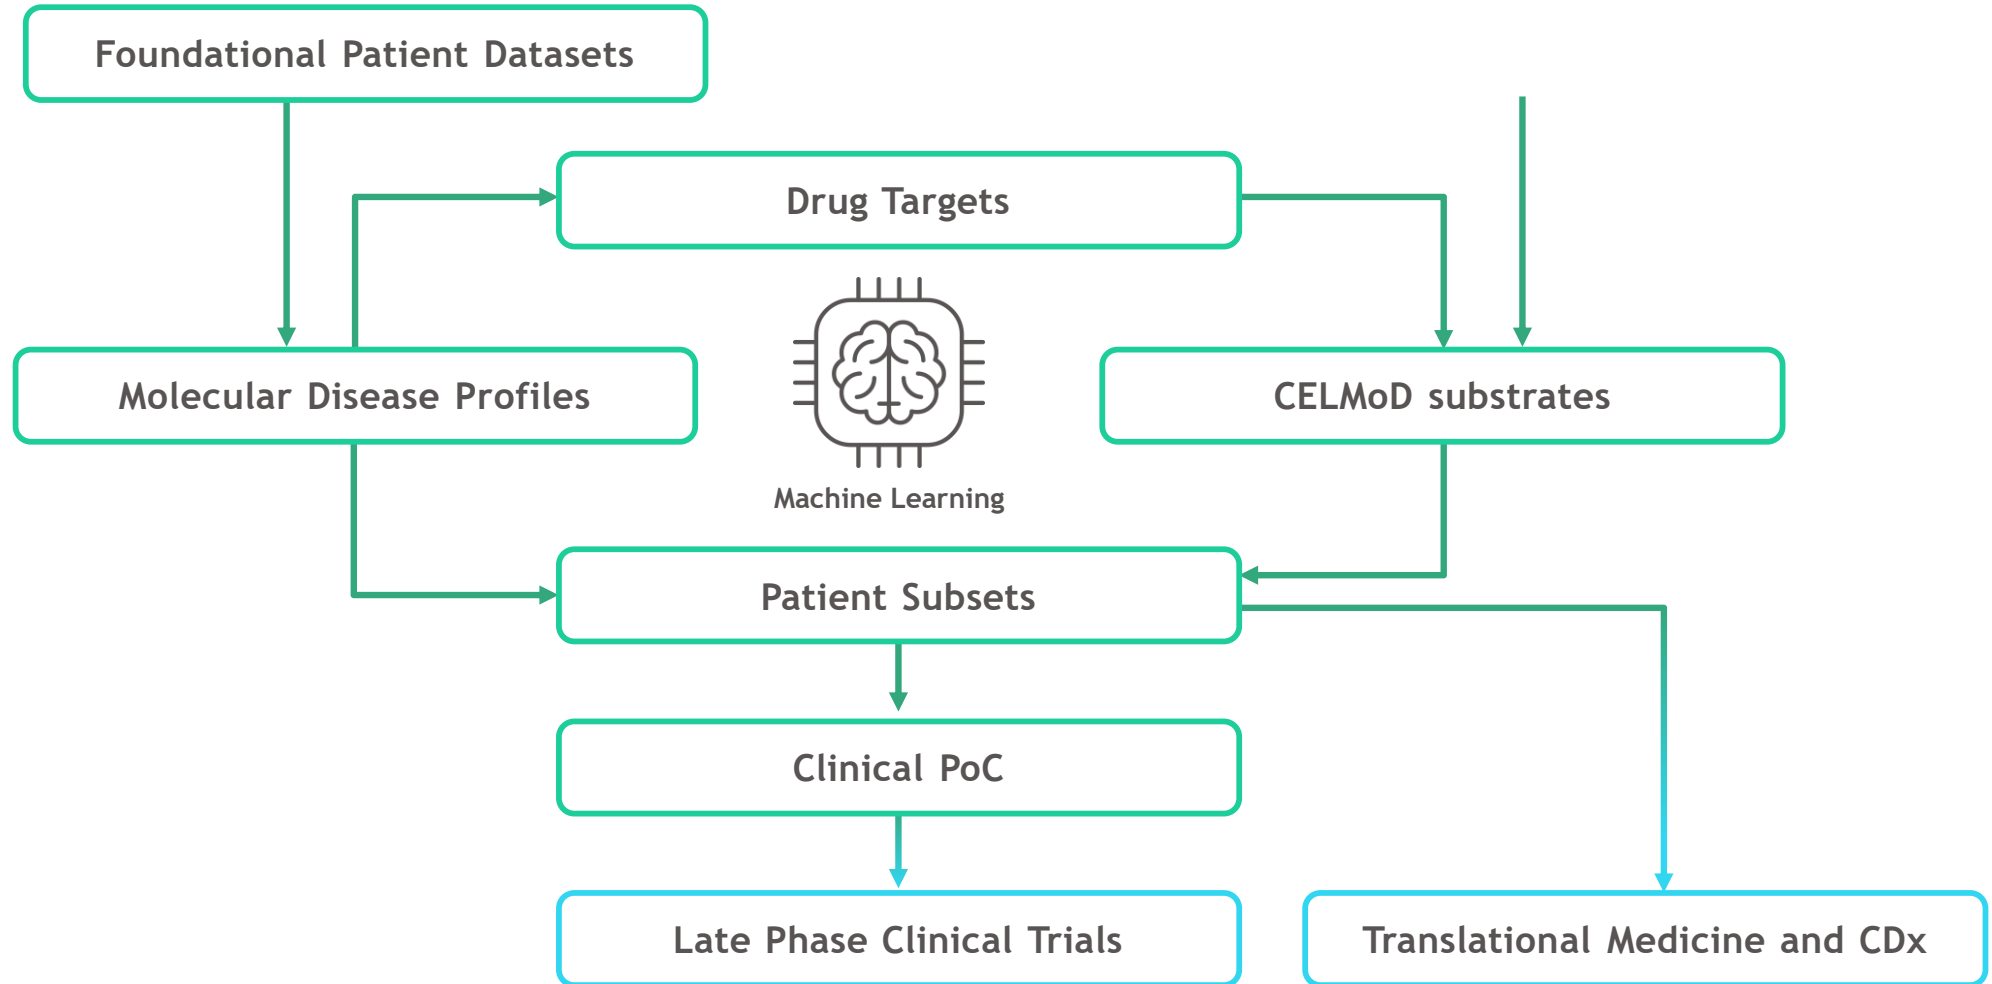 Foundational Patient Datasets
Drug Targets
Molecular Disease Profiles
CELMoD substrates
Machine Learning
Patient Subsets
Clinical PoC
Late Phase Clinical Trials
Translational Medicine and CDx